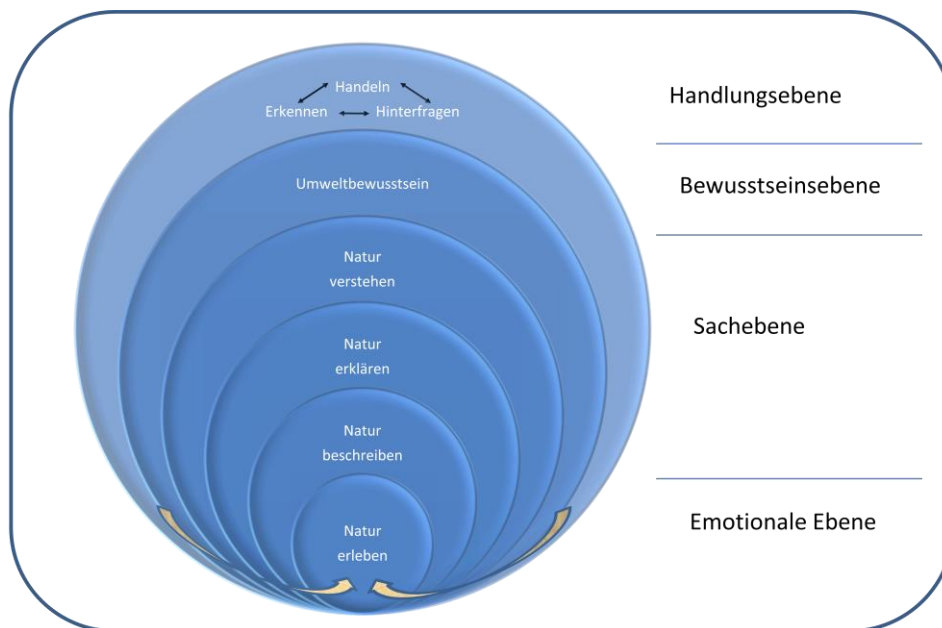 Handeln
Erkennen
Hinterfragen
Handlungsebene
Umweltbewusstsein
Bewusstseinsebene
Natur
verstehen
Sachebene
Natur
erklären
Natur
beschreiben
Natur
erleben
Emotionale Ebene